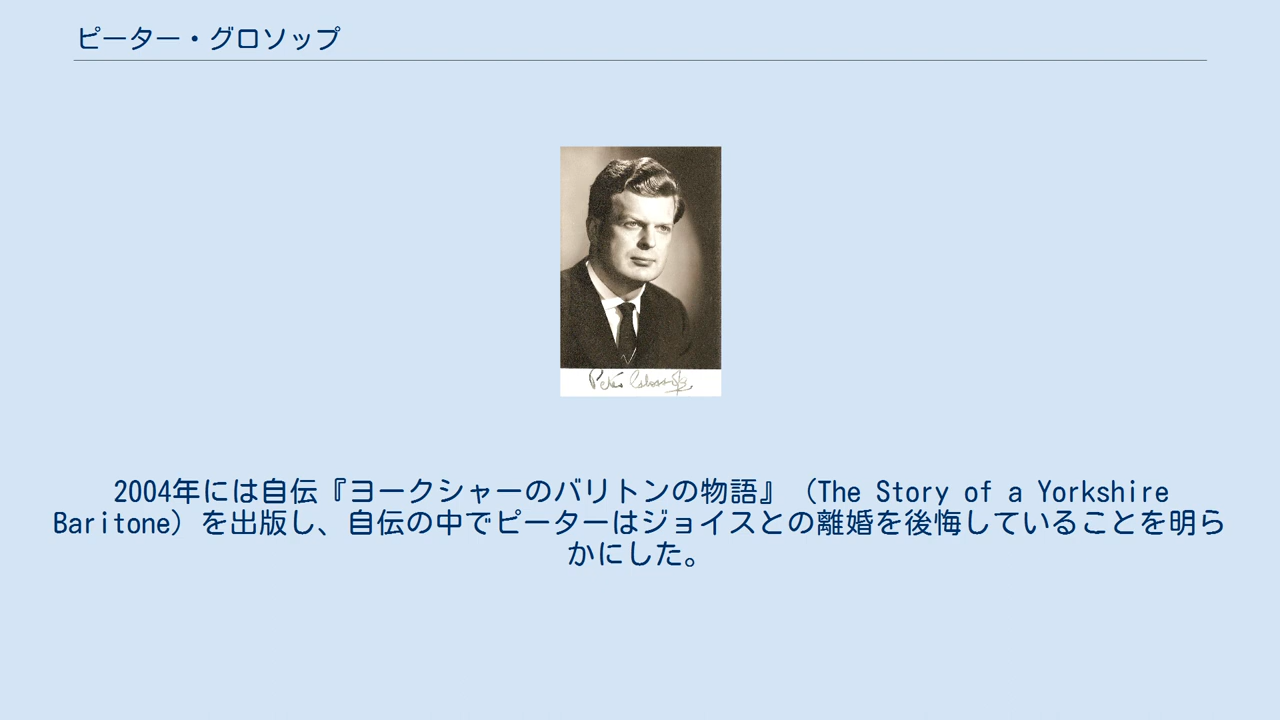 ピーター・グロソップ
Peter Glossop
2004年には自伝『ヨークシャーのバリトンの物語』（The Story of a Yorkshire
Baritone）を出版し、自伝の中でピーターはジョイスとの離婚を後悔していることを明ら
かにした。